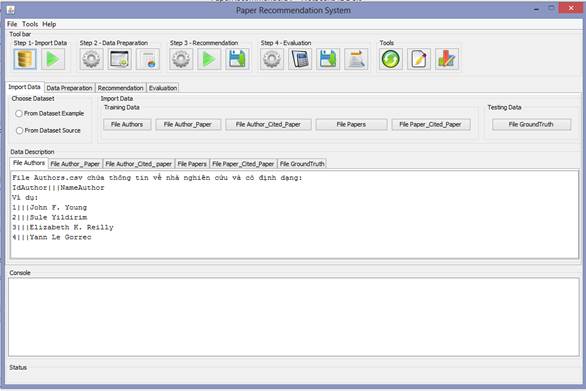 Paper Recommendation System
File Tools Help
Tool bar
Step 1- Import Data Step 2 - Data Preparation Step 3 - Recommendation Step 4 - Evaluation Tools
Import Data Data Preparation Recommendation Evaluation
Choose Dataset Import Data
Training Data Testing Data
From Dataset Example
File Authors File Author_Paper File Author_Cited_Paper File Papers File Paper_Cited_Paper File GroundTruth
From Dataset Source
Data Description
File Authors File Author_ Paper File Author_Cited_ paper File Papers File Paper_Cited_Paper File GroundTruth
File Authors.csv chứa thông tin về nhà nghiên cứu và có định dạng:
IdAuthor|||NameAuthor
Ví dụ:
1|||John F. Young
2|||Sule Yildirim
3|||Elizabeth K. Reilly
4|||Yann Le Gorrec
Console
Status